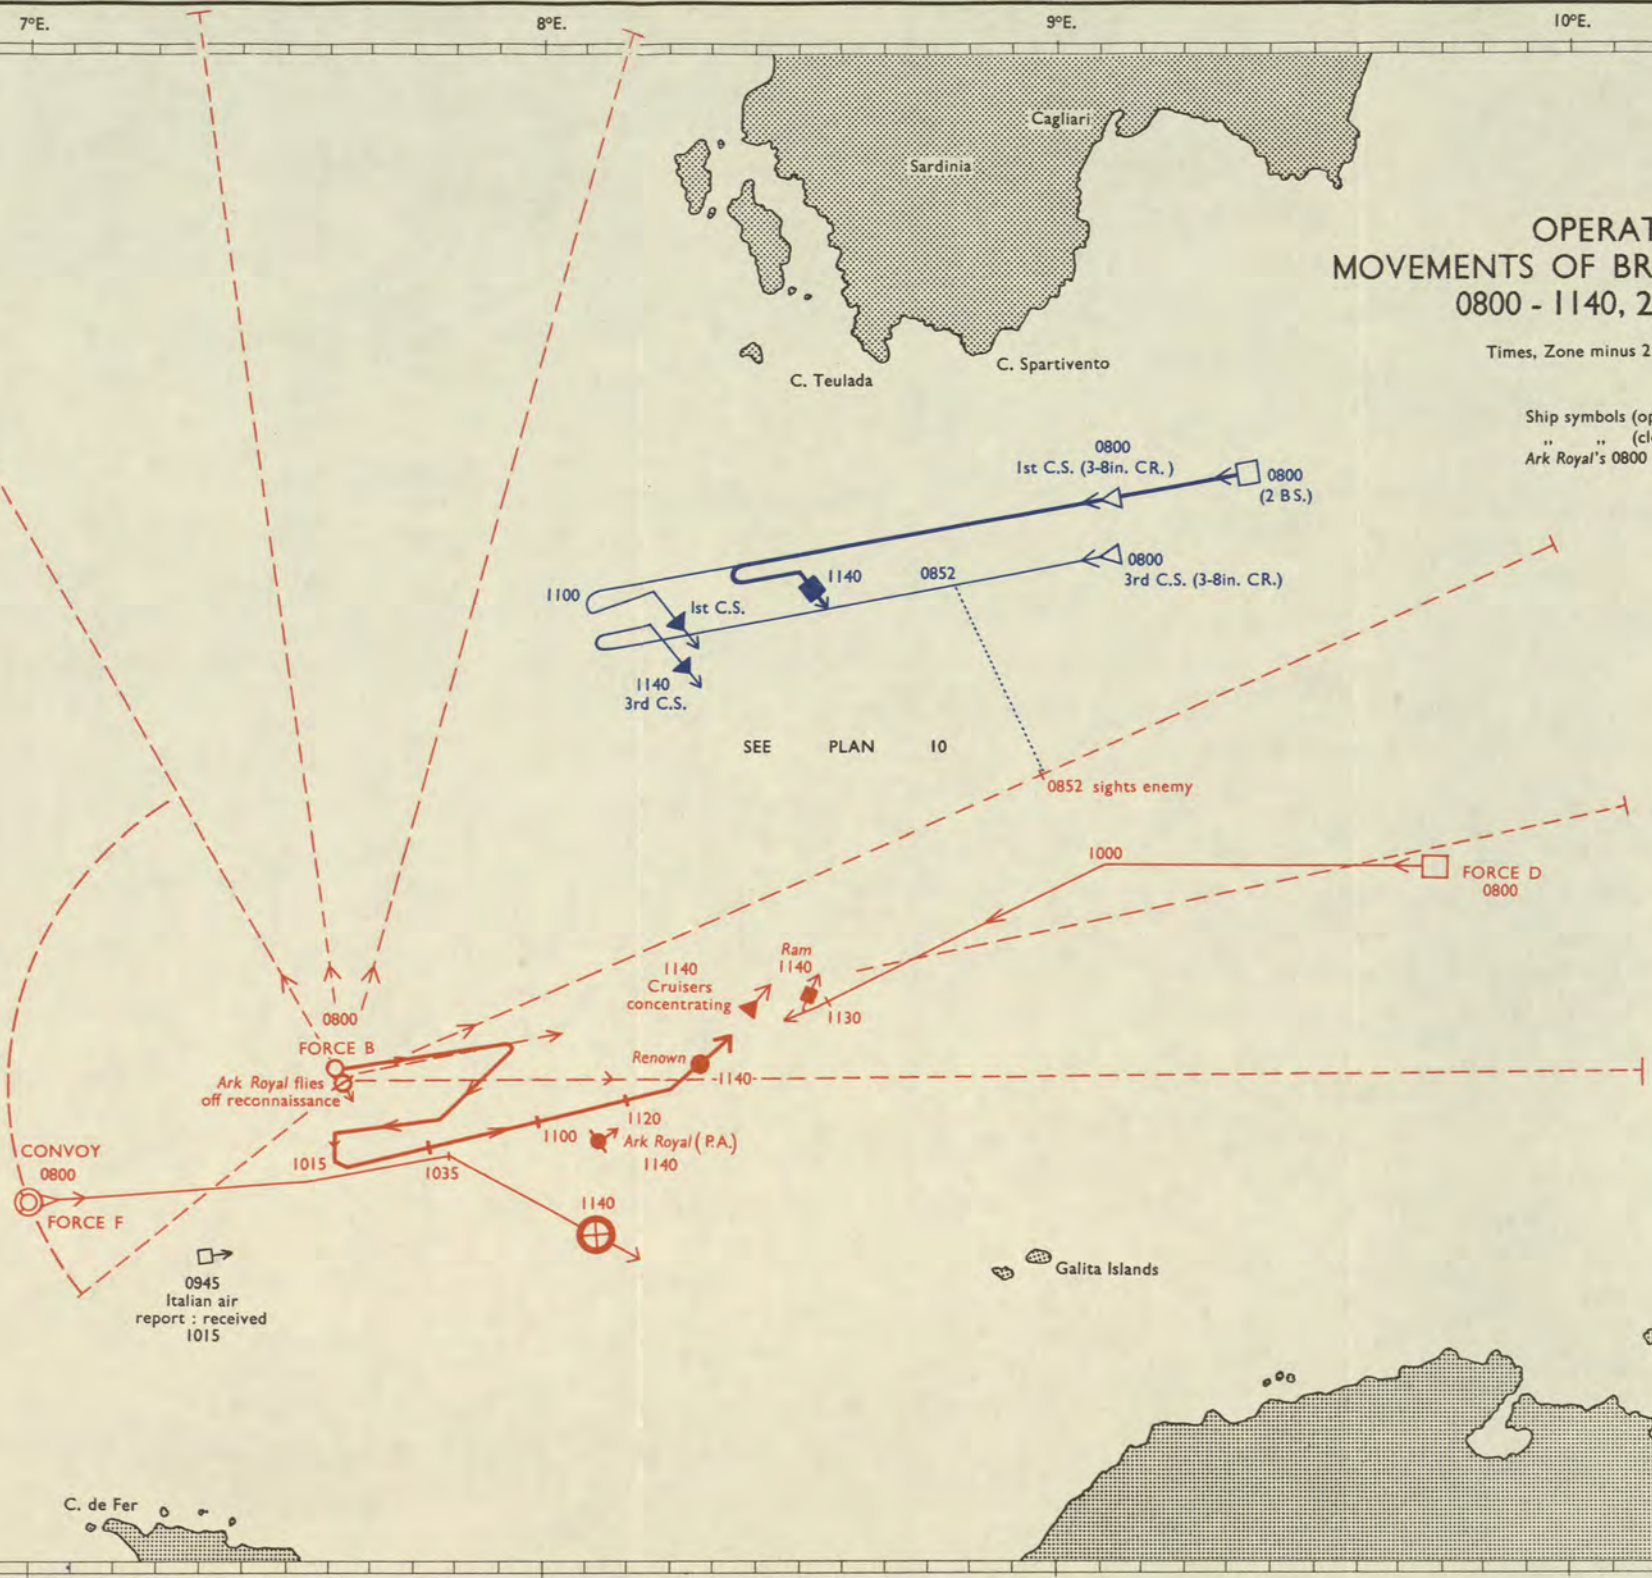 7°E.
8°E.
9°E.
10°E.
Cagliari
Sardinia
OPERAT
MOVEMENTS OF BR
0800 - 1140, 2
Times, Zone minus 2
C. Spartivento
C. Teulada
Ship symbols (op
,, ,, (cl
Ark Royal's 0800
0800
1st C.S. (3-8in. CR.)
0800
(2 B.S.)
0800
3rd C.S. (3-8in. CR.)
0852
1140
1100
1st C.S.
1140
3rd C.S.
SEE PLAN 10
0852 sights enemy
1000
FORCE D
0800
Ram
1140
1140
Cruisers
concentrating
1130
0800
FORCE B
Renown
1140
Ark Royal flies
off reconnaissance
1120
1100
Ark Royal (P.A.)
1140
CONVOY
0800
1015
1035
1140
FORCE F
0945
Italian air
report : received
1015
Galita Islands
C. de Fer